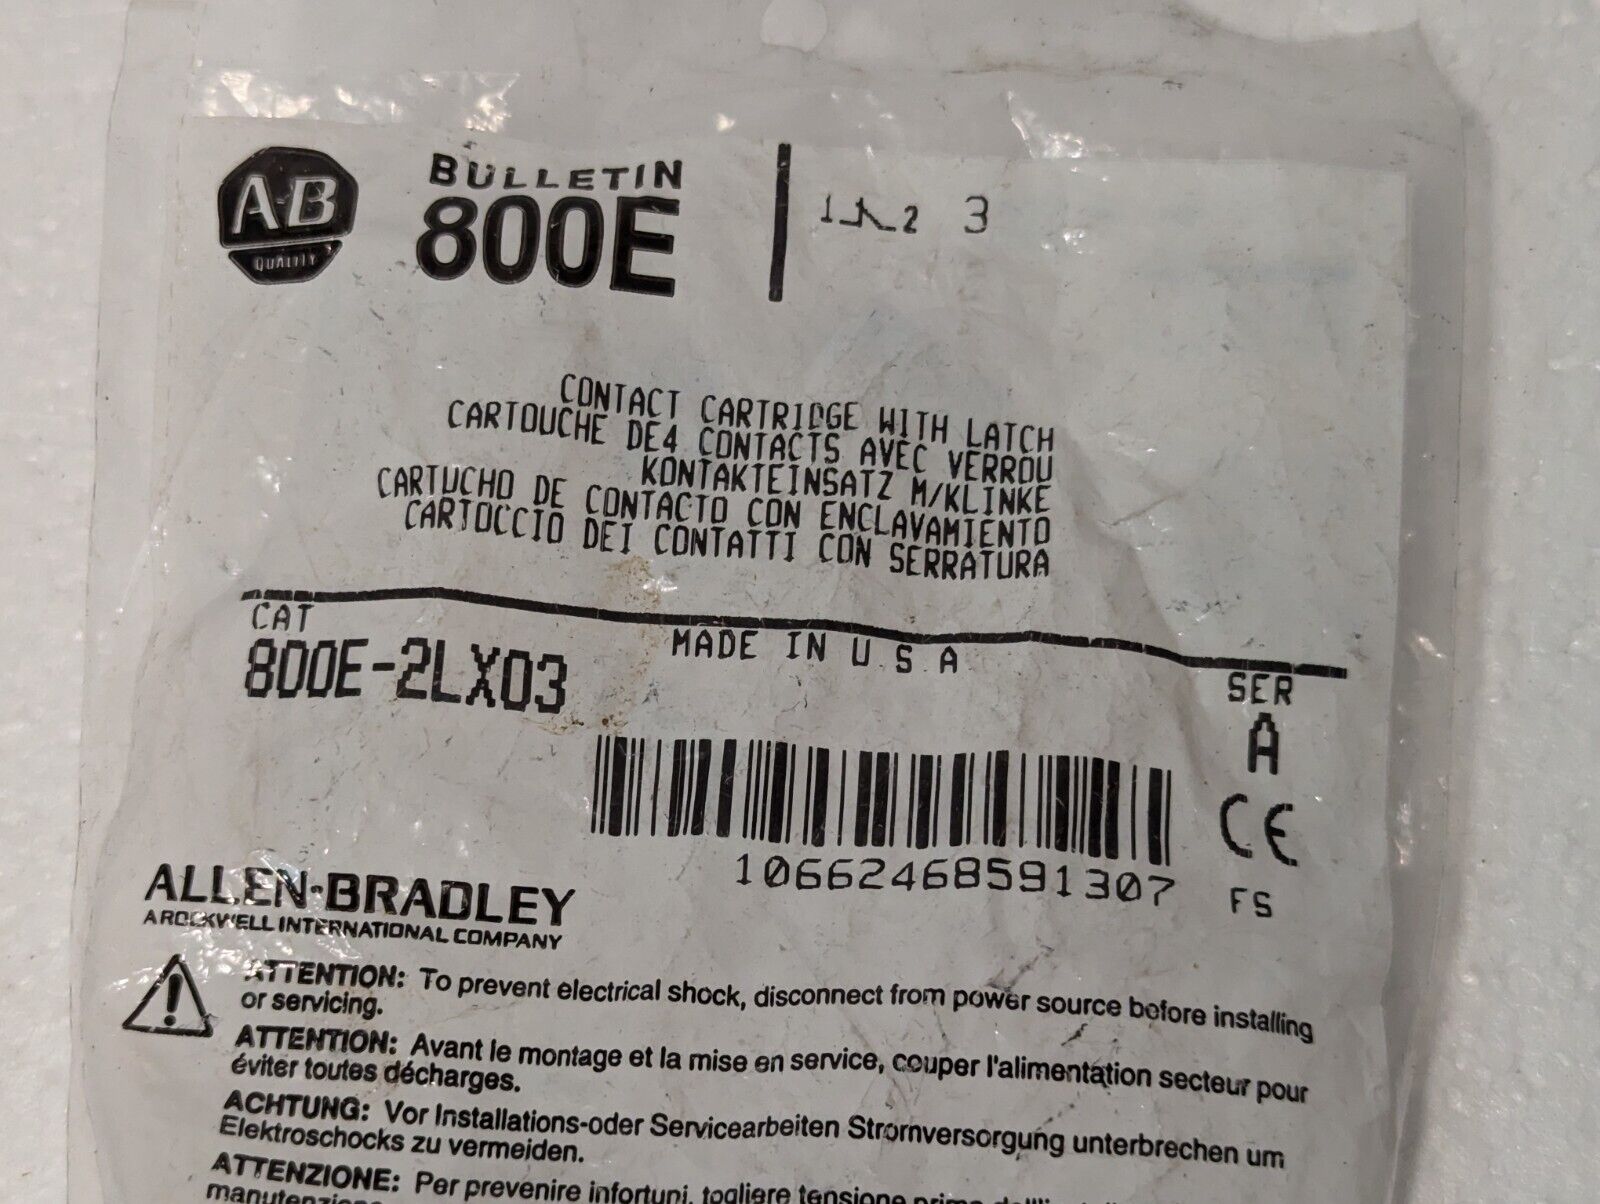 A-B
QUALITY
BULLETIN
800E
1 2 3
CONTACT CARTRIDGE WITH LATCH
CARTOUCHE DE4 CONTACTS AVEC VERROU
KONTAKTEINSATZ M/KLINKE
CARTUCHO DE CONTACTO CON ENCLAVAMIENTO
CARTOCCIO DEI CONTATTI CON SERRATURA
CAT
800E-2LX03
MADE IN U.S.A
SER
A
CE
10662468591307
FS
ALLEN-BRADLEY
A ROCKWELL INTERNATIONAL COMPANY
ATTENTION: To prevent electrical shock, disconnect from power source before installing
or servicing.
ATTENTION: Avant le montage et la mise en service, couper l'alimentation secteur pour
éviter toutes décharges.
ACHTUNG: Vor Installations-oder Servicearbeiten Stromversorgung unterbrechen um
Elektroschocks zu vermeiden.
ATTENZIONE: Per prevenire infortuni, togliere tensione prima
manutenzione